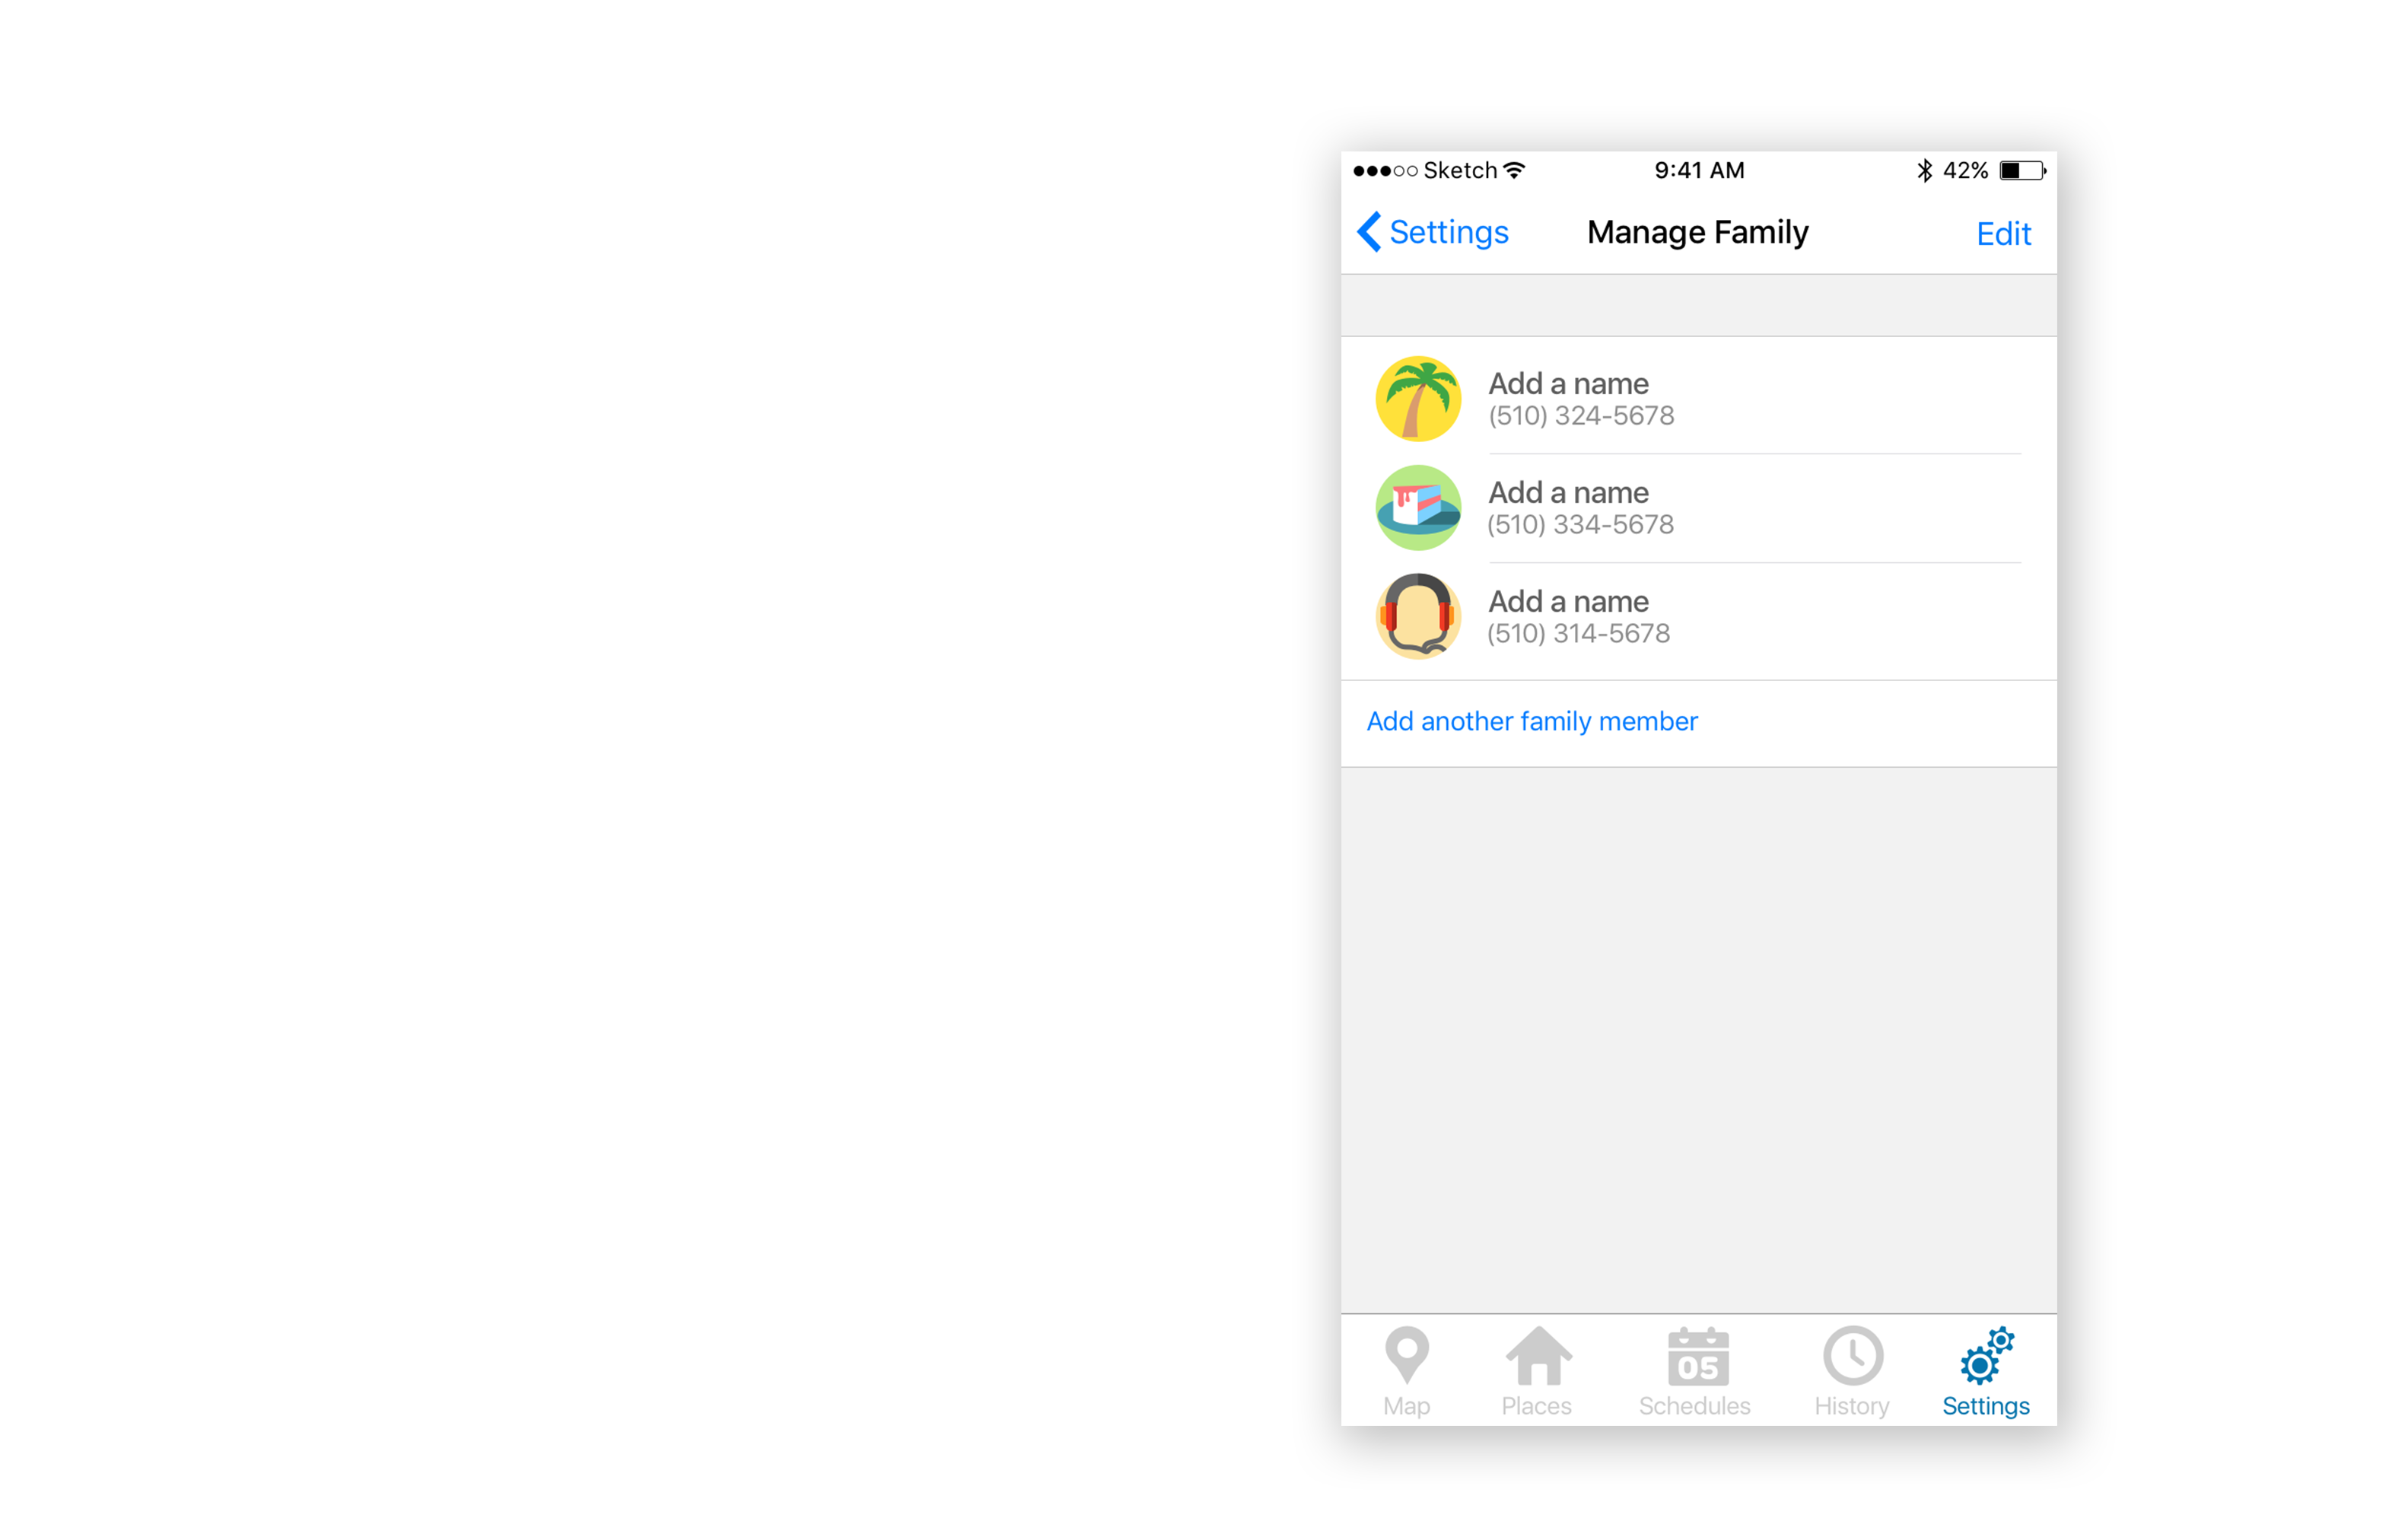 Sketch 9:41 AM 42%
Settings Manage Family Edit
Add a name
(510) 324-5678
Add a name
(510) 334-5678
Add a name
(510) 314-5678
Add another family member
05
Map Places Schedules History Settings